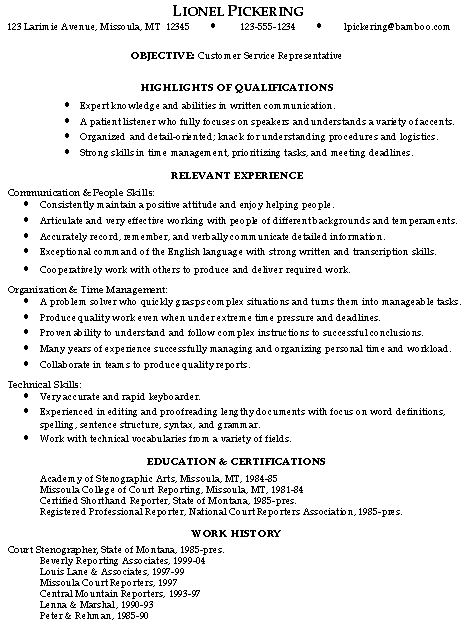 LIONEL PICKERING
123 Larimie Avenue, Missoula, MT 12345 • 123-555-1234 • lpickering@bamboo.com
OBJECTIVE: Customer Service Representative
HIGHLIGHTS OF QUALIFICATIONS
• Expert knowledge and abilities in written communication.
• A patient listener who fully focuses on speakers and understands a variety of accents.
• Organized and detail-oriented; knack for understanding procedures and logistics.
• Strong skills in time management, prioritizing tasks, and meeting deadlines.
RELEVANT EXPERIENCE
Communication & People Skills:
• Consistently maintain a positive attitude and enjoy helping people.
• Articulate and very effective working with people of different backgrounds and temperaments.
• Accurately record, remember, and verbally communicate detailed information.
• Exceptional command of the English language with strong written and transcription skills.
• Cooperatively work with others to produce and deliver required work.
Organization & Time Management:
• A problem solver who quickly grasps complex situations and turns them into manageable tasks.
• Produce quality work even when under extreme time pressure and deadlines.
• Proven ability to understand and follow complex instructions to successful conclusions.
• Many years of experience successfully managing and organizing personal time and workload.
• Collaborate in teams to produce quality reports.
Technical Skills:
• Very accurate and rapid keyboarder.
• Experienced in editing and proofreading lengthy documents with focus on word definitions,
spelling, sentence structure, syntax, and grammar.
• Work with technical vocabularies from a variety of fields.
EDUCATION & CERTIFICATIONS
Academy of Stenographic Arts, Missoula, MT, 1984-85
Missoula College of Court Reporting, Missoula, MT, 1981-84
Certified Shorthand Reporter, State of Montana, 1985-pres.
Registered Professional Reporter, National Court Reporters Association, 1985-pres.
WORK HISTORY
Court Stenographer, State of Montana, 1985-pres.
Beverly Reporting Associates, 1999-04
Louis Lane & Associates, 1997-99
Missoula Court Reporters, 1997
Central Mountain Reporters, 1993-97
Lenna & Marshal, 1990-93
Peter & Rehman, 1985-90